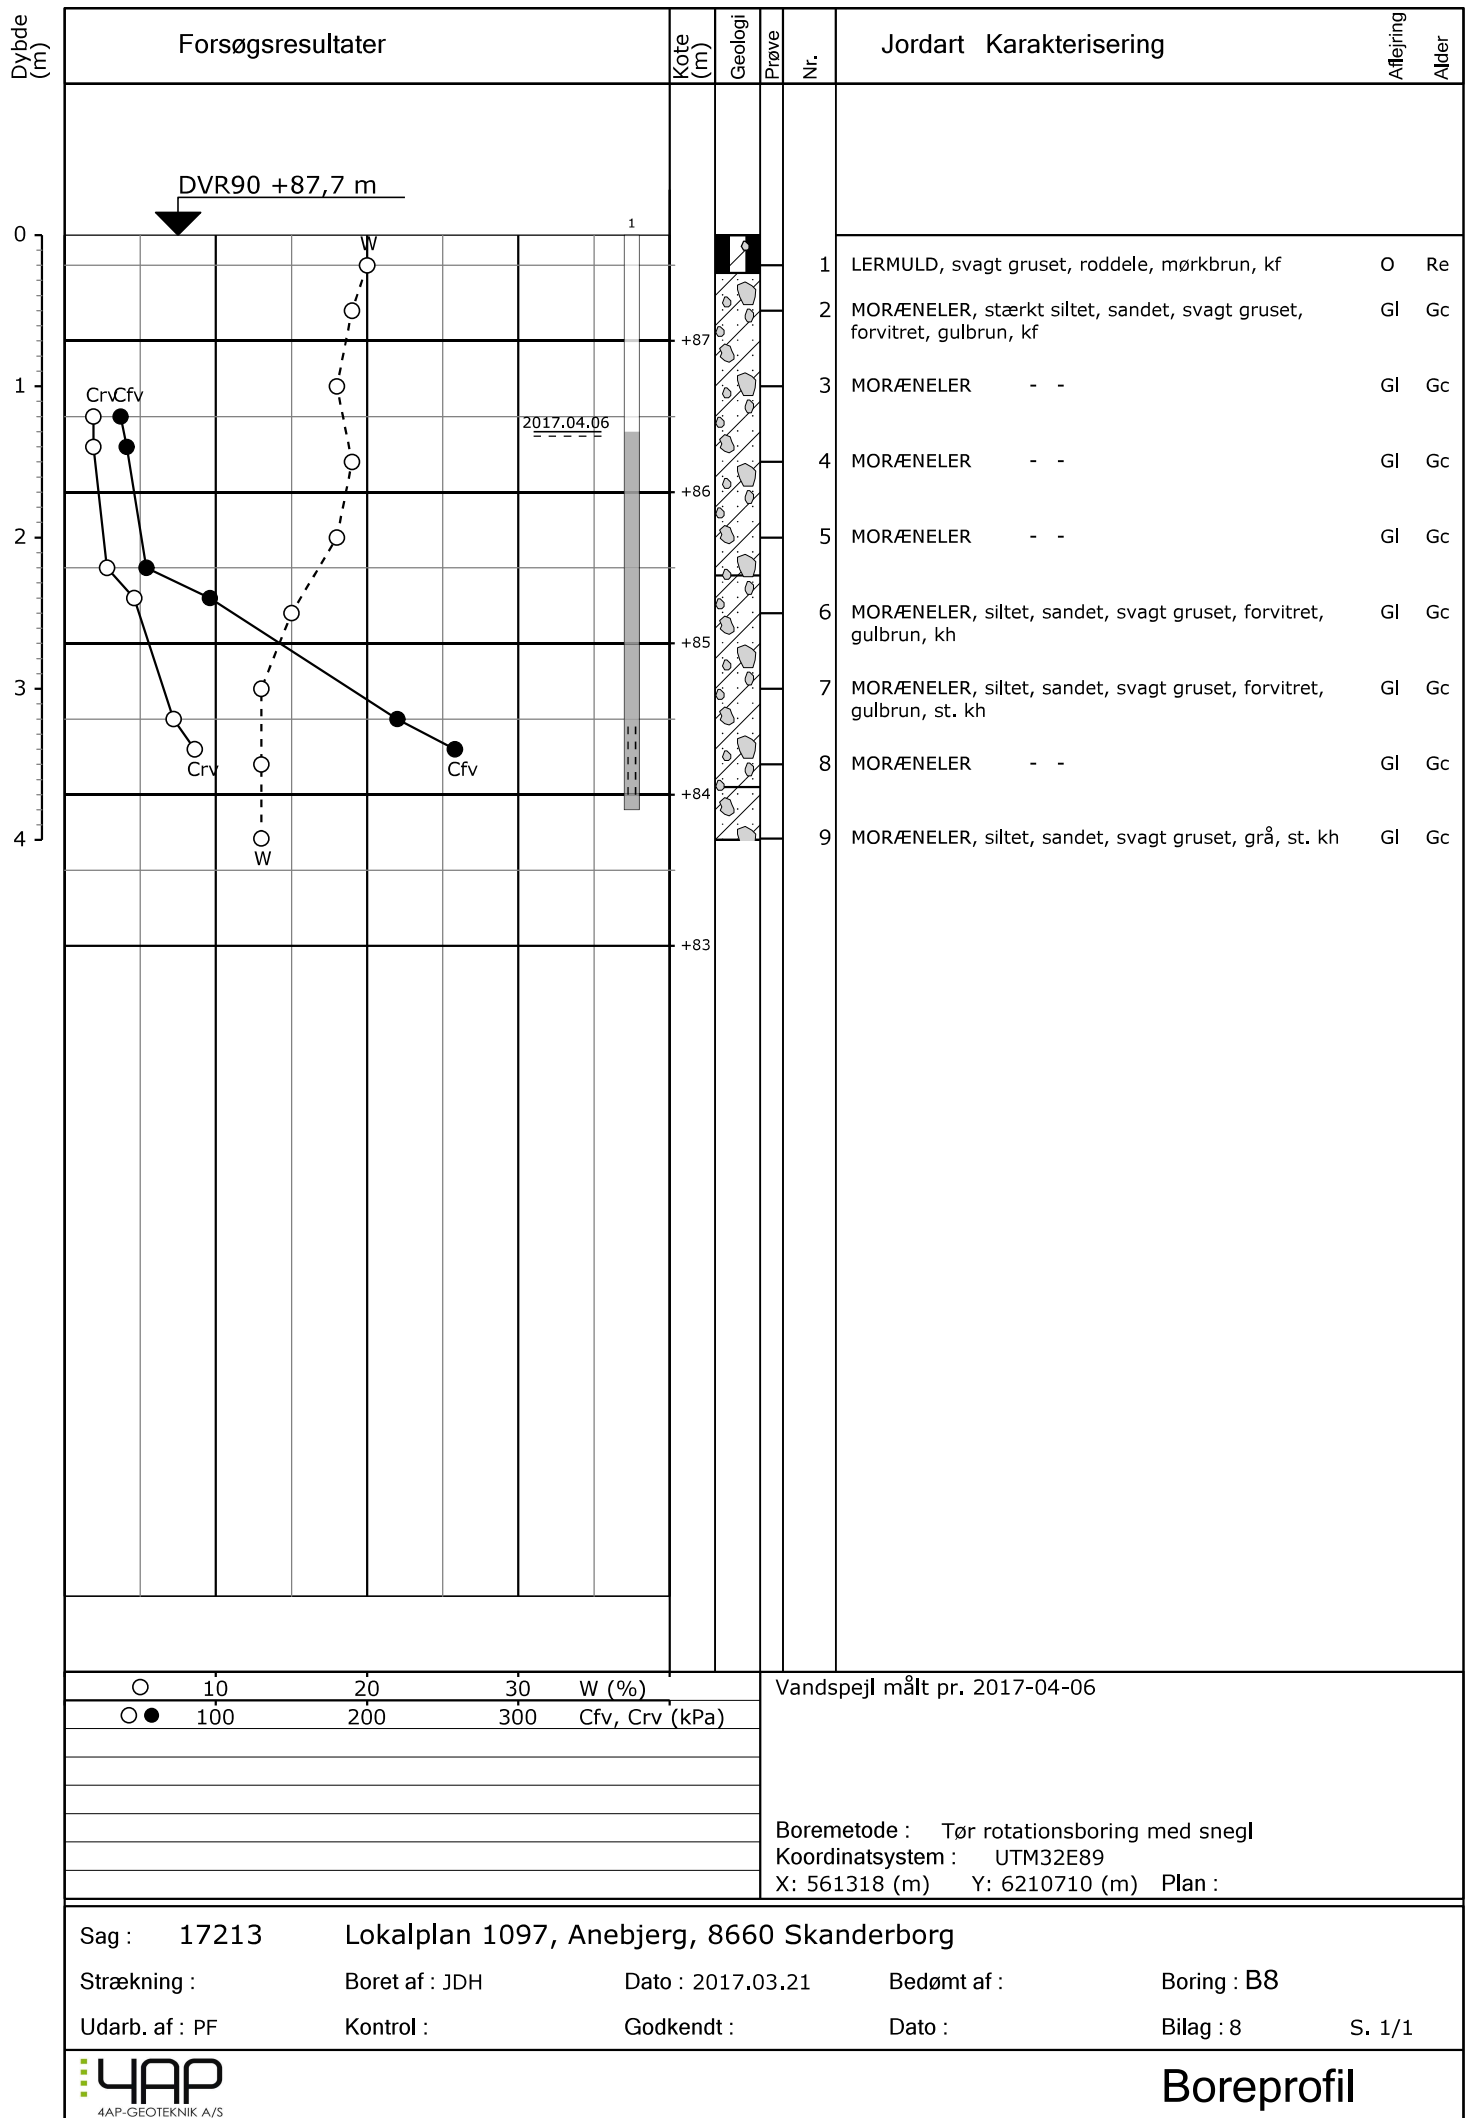 Dybde (m) Forsøgsresultater Kote (m) Geologi Prøve Nr. Jordart Karakterisering Aflejring Alder
DVR90 +87,7 m
1
0
W
1 LERMULD, svagt gruset, roddele, mørkbrun, kf O Re
2 MORÆNELER, stærkt siltet, sandet, svagt gruset, Gl Gc
forvitret, gulbrun, kf
+87
1 3 MORÆNELER - - Gl Gc
Crv Cfv
2017.04.06
4 MORÆNELER - - Gl Gc
+86
2 5 MORÆNELER - - Gl Gc
6 MORÆNELER, siltet, sandet, svagt gruset, forvitret, Gl Gc
gulbrun, kh
+85
3 7 MORÆNELER, siltet, sandet, svagt gruset, forvitret, Gl Gc
gulbrun, st. kh
Crv Cfv
8 MORÆNELER - - Gl Gc
+84
4 9 MORÆNELER, siltet, sandet, svagt gruset, grå, st. kh Gl Gc
W
+83
10 20 30 W (%)
100 200 300 Cfv, Crv (kPa)
Vandspejl målt pr. 2017-04-06
Boremetode : Tør rotationsboring med snegl
Koordinatsystem : UTM32E89
X: 561318 (m) Y: 6210710 (m) Plan :
Sag : 17213 Lokalplan 1097, Anebjerg, 8660 Skanderborg
Strækning : Boret af : JDH Dato : 2017.03.21 Bedømt af : Boring : B8
Udarb. af : PF Kontrol : Godkendt : Dato : Bilag : 8 S. 1/1
4AP
4AP-GEOTEKNIK A/S
Boreprofil